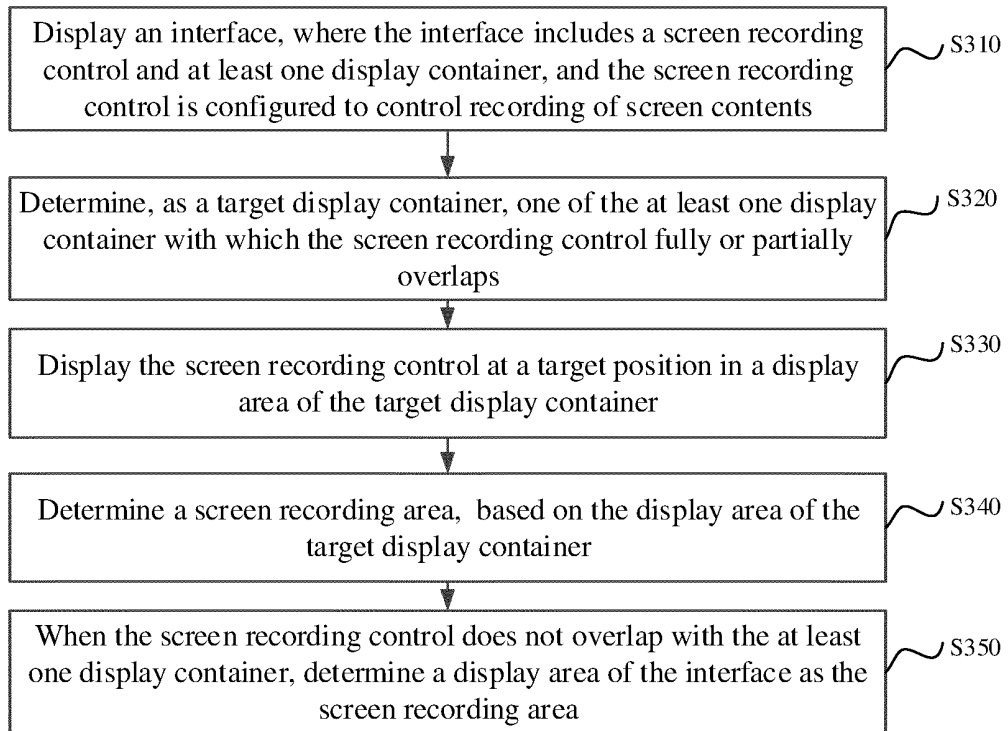 Display an interface, where the interface includes a screen recording
control and at least one display container, and the screen recording
control is configured to control recording of screen contents
S310
Determine, as a target display container, one of the at least one display
container with which the screen recording control fully or partially
overlaps
S320
Display the screen recording control at a target position in a display
area of the target display container
S330
Determine a screen recording area, based on the display area of the
target display container
S340
When the screen recording control does not overlap with the at least
one display container, determine a display area of the interface as the
screen recording area
S350